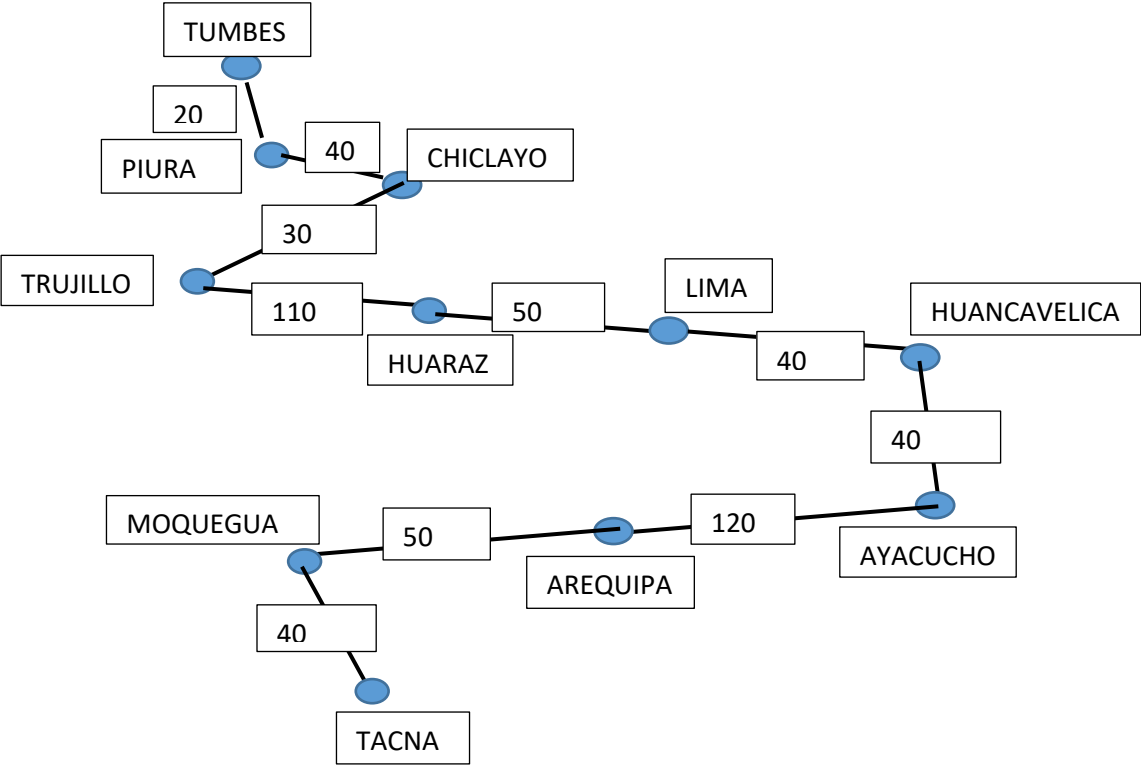 TUMBES
20
40
CHICLAYO
PIURA
30
TRUJILLO
LIMA
110
50
HUANCAVELICA
HUARAZ
40
40
MOQUEGUA
50
120
AYACUCHO
AREQUIPA
40
TACNA